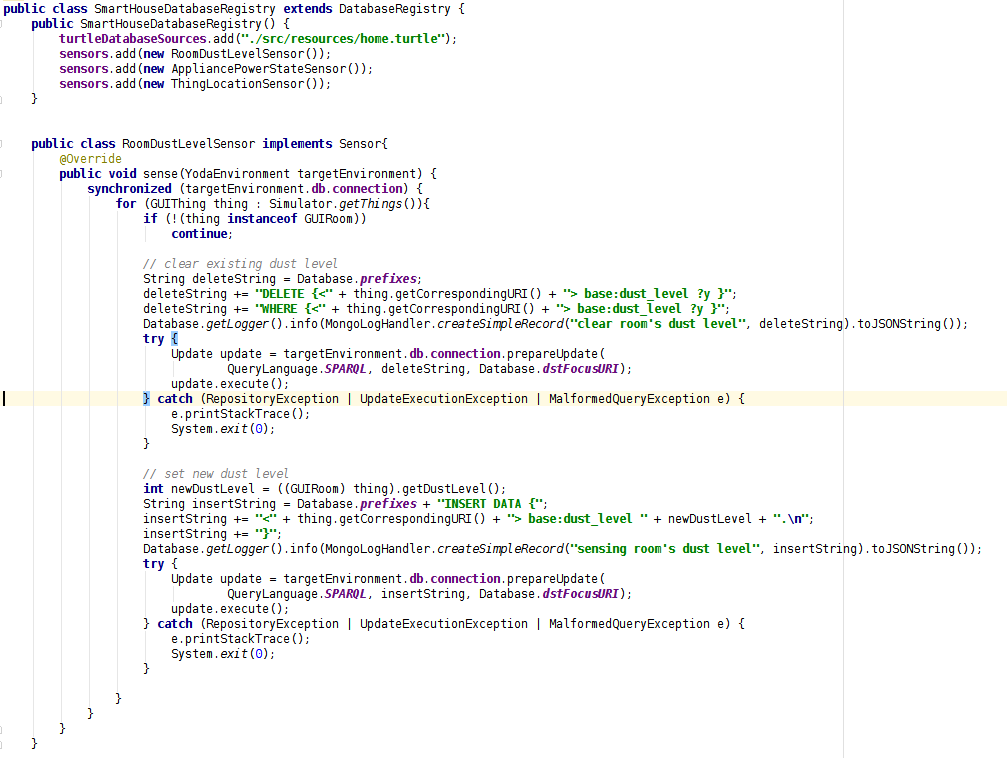 public class SmartHouseDatabaseRegistry extends DatabaseRegistry {
    public SmartHouseDatabaseRegistry() {
        turtleDatabaseSources.add("./src/resources/home.turtle");
        sensors.add(new RoomDustLevelSensor());
        sensors.add(new AppliancePowerStateSensor());
        sensors.add(new ThingLocationSensor());
    }
    public class RoomDustLevelSensor implements Sensor{
        @Override
        public void sense(YodaEnvironment targetEnvironment) {
            synchronized (targetEnvironment.db.connection) {
                for (GUIThing thing : Simulator.getThings()){
                    if (!(thing instanceof GUIRoom))
                        continue;
                    // clear existing dust level
                    String deleteString = Database.prefixes;
                    deleteString += "DELETE {<" + thing.getCorrespondingURI() + "> base:dust_level ?y }";
                    deleteString += "WHERE {<" + thing.getCorrespondingURI() + "> base:dust_level ?y }";
                    Database.getLogger().info(MongoLogHandler.createSimpleRecord("clear room's dust level", deleteString).toJSONString());
                    try {
                        Update update = targetEnvironment.db.connection.prepareUpdate(
                                QueryLanguage.SPARQL, deleteString, Database.dstFocusURI);
                        update.execute();
                    } catch (RepositoryException | UpdateExecutionException | MalformedQueryException e) {
                        e.printStackTrace();
                        System.exit(0);
                    }
                    // set new dust level
                    int newDustLevel = ((GUIRoom) thing).getDustLevel();
                    String insertString = Database.prefixes + "INSERT DATA {";
                    insertString += "<" + thing.getCorrespondingURI() + "> base:dust_level " + newDustLevel + ".\n";
                    insertString += "}";
                    Database.getLogger().info(MongoLogHandler.createSimpleRecord("sensing room's dust level", insertString).toJSONString());
                    try {
                        Update update = targetEnvironment.db.connection.prepareUpdate(
                                QueryLanguage.SPARQL, insertString, Database.dstFocusURI);
                        update.execute();
                    } catch (RepositoryException | UpdateExecutionException | MalformedQueryException e) {
                        e.printStackTrace();
                        System.exit(0);
                    }
                }
            }
        }
    }